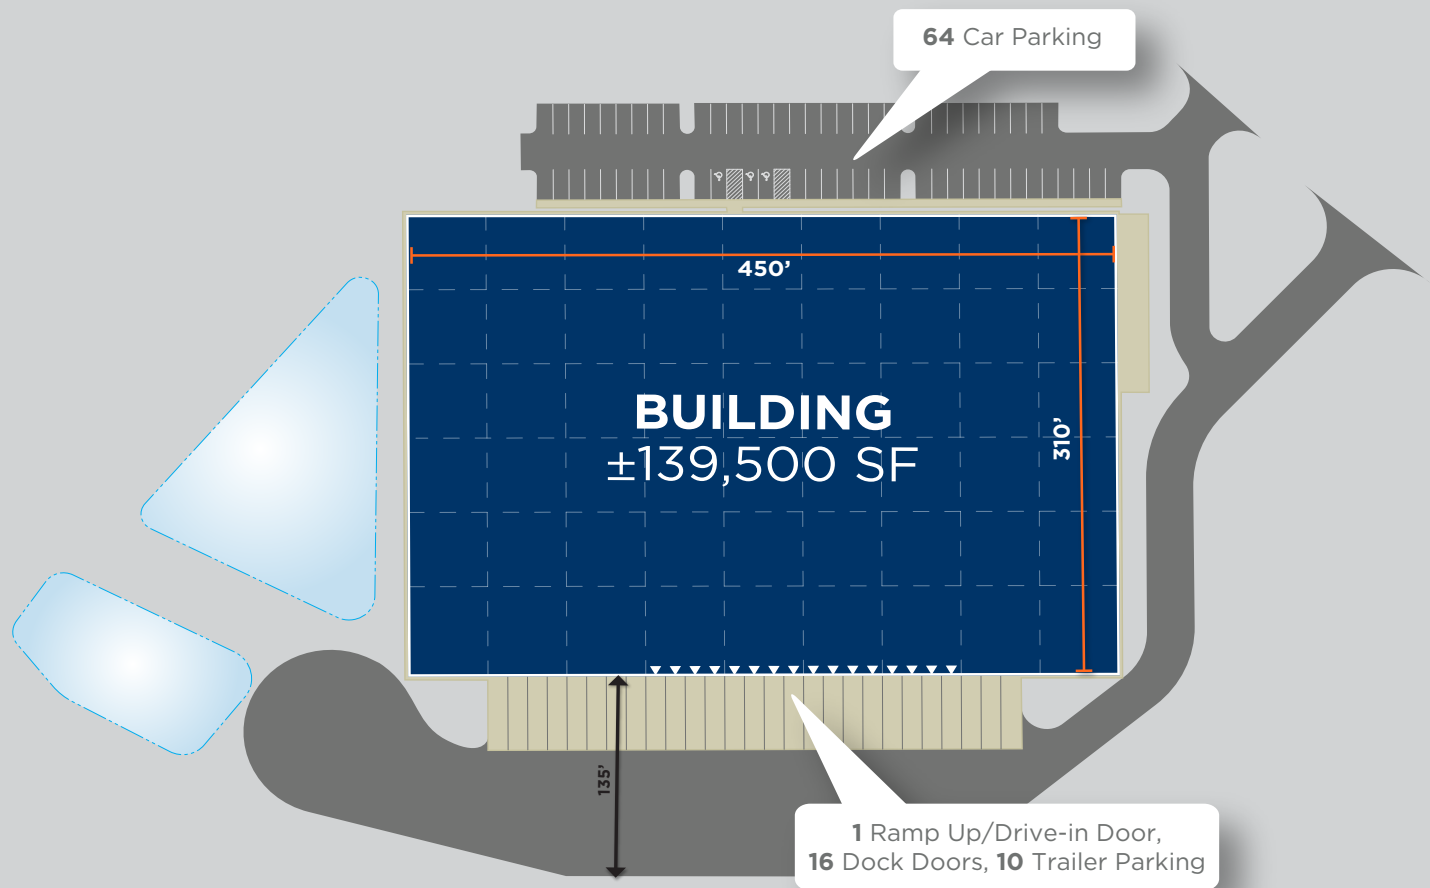 64 Car Parking
450’
BUILDING
±139,500 SF
310’
135’
1 Ramp Up/Drive-in Door,
16 Dock Doors, 10 Trailer Parking